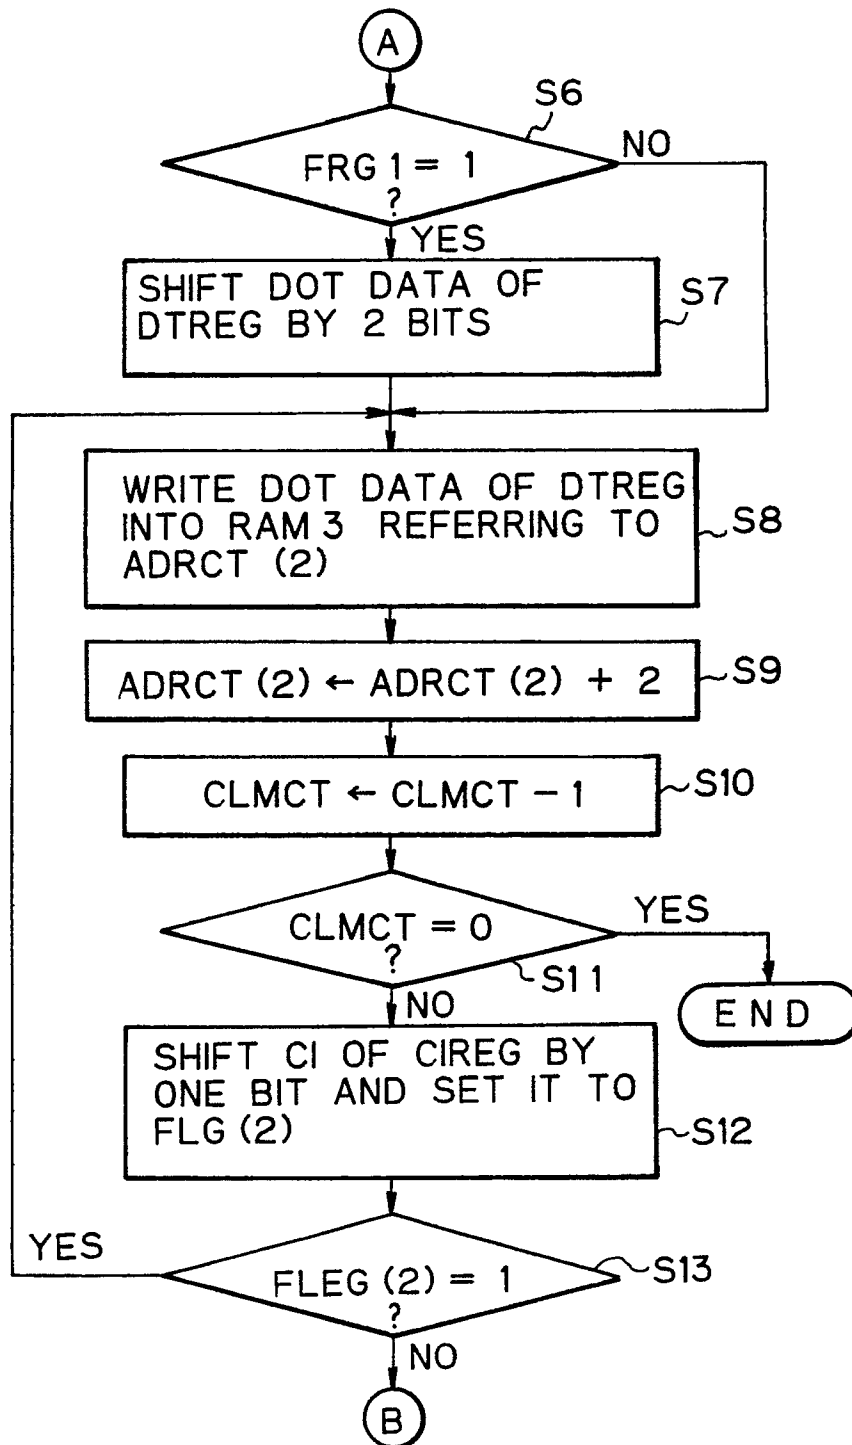 A
S6
FRG1 = 1
?
NO
YES
SHIFT DOT DATA OF
DTREG BY 2 BITS
S7
WRITE DOT DATA OF DTREG
INTO RAM 3 REFERRING TO
ADRCT (2)
S8
ADRCT (2) ← ADRCT (2) + 2
S9
CLMCT ← CLMCT - 1
S10
CLMCT = 0
?
YES
S11
NO
END
SHIFT CI OF CIREG BY
ONE BIT AND SET IT TO
FLG (2)
S12
YES
FLEG (2) = 1
?
S13
NO
B